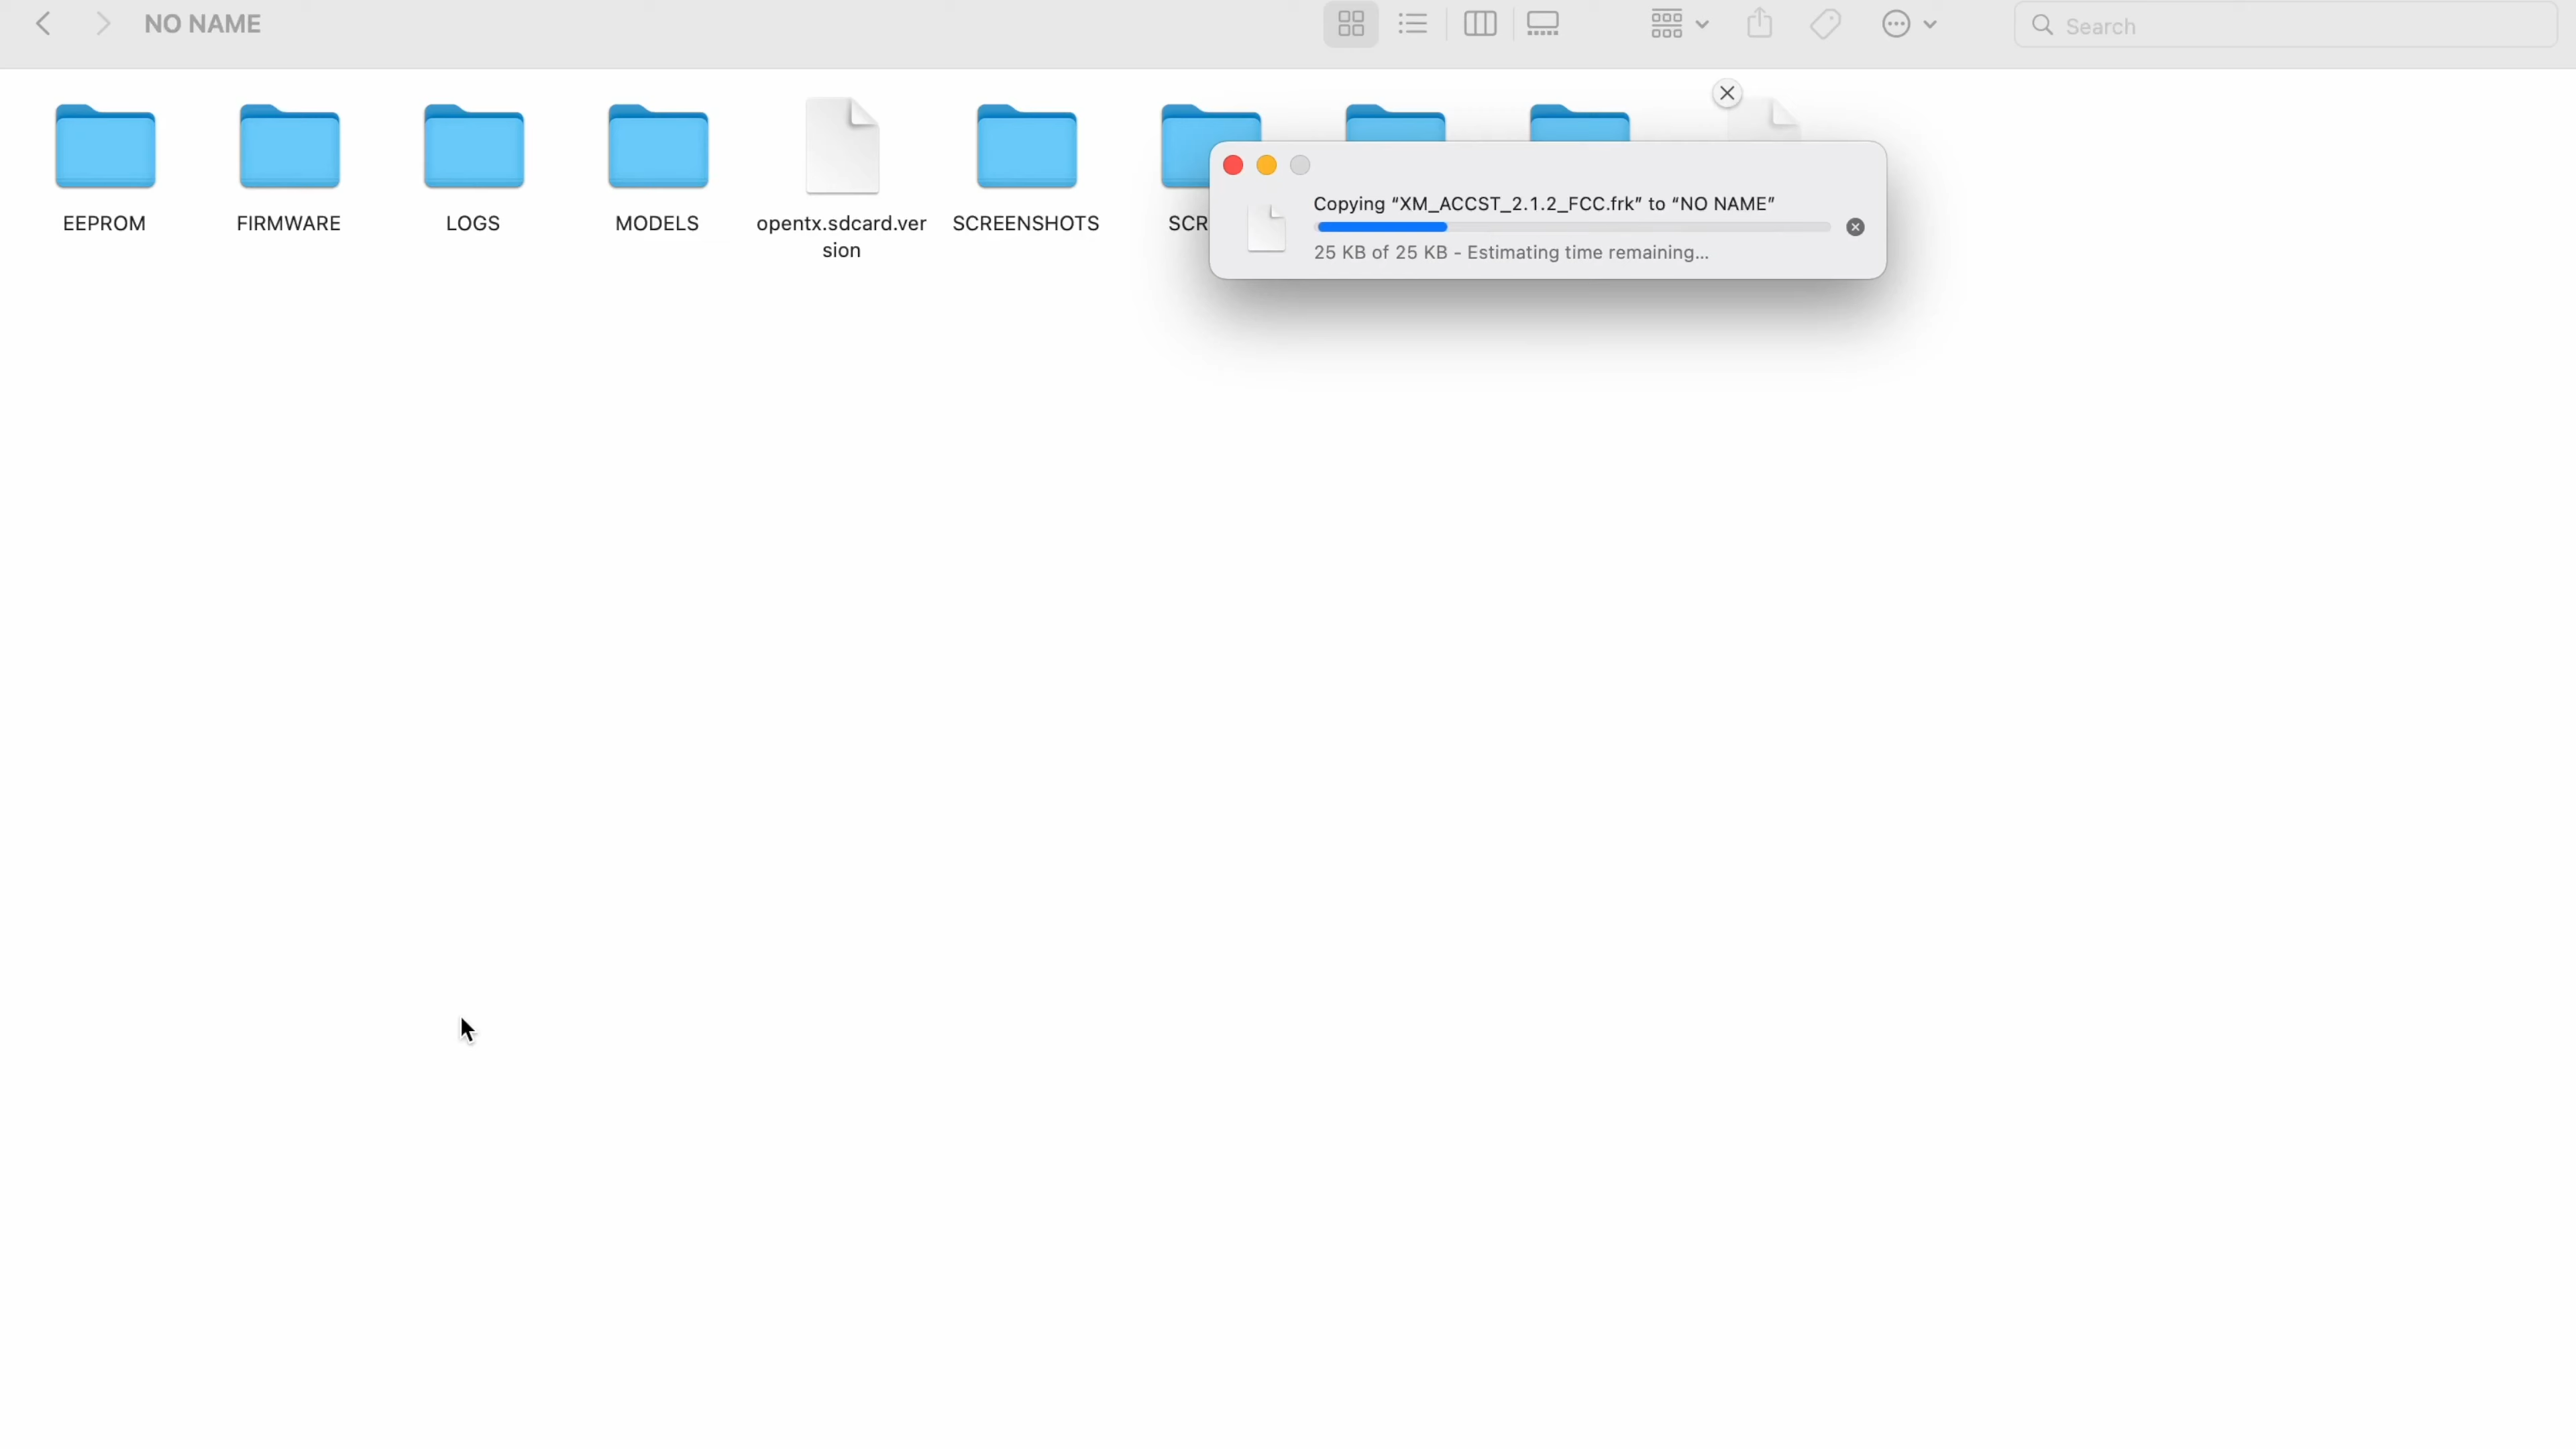 NO NAME
Search
EEPROM
FIRMWARE
LOGS
MODELS
opentx.sdcard.ver
sion
SCREENSHOTS
SCR
Copying “XM_ACCST_2.1.2_FCC.frk” to “NO NAME”
25 KB of 25 KB - Estimating time remaining...